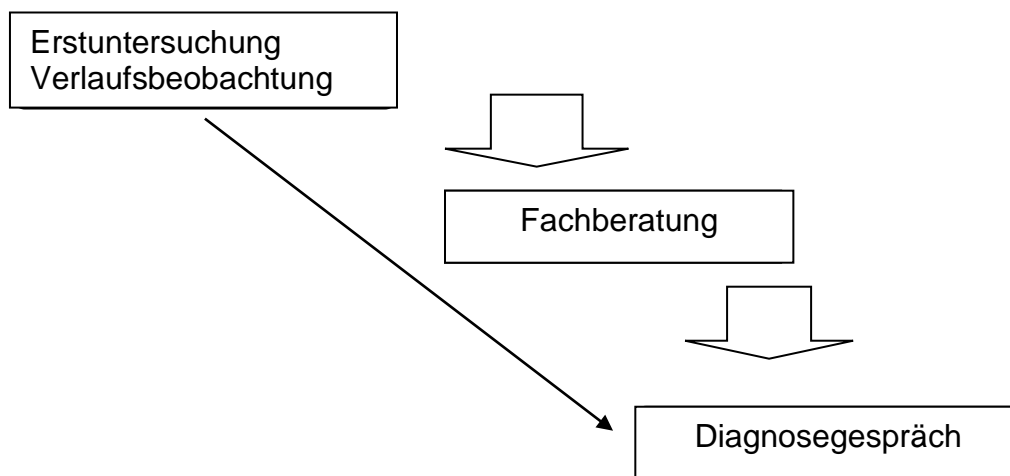 Erstuntersuchung
Verlaufsbeobachtung
Fachberatung
Diagnosegespräch